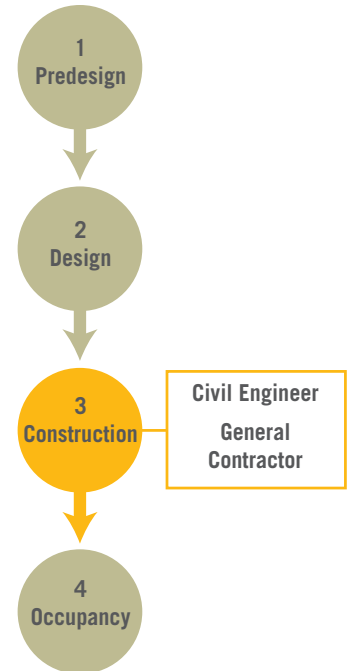 1
Predesign
2
Design
3
Construction
Civil Engineer
General
Contractor
4
Occupancy